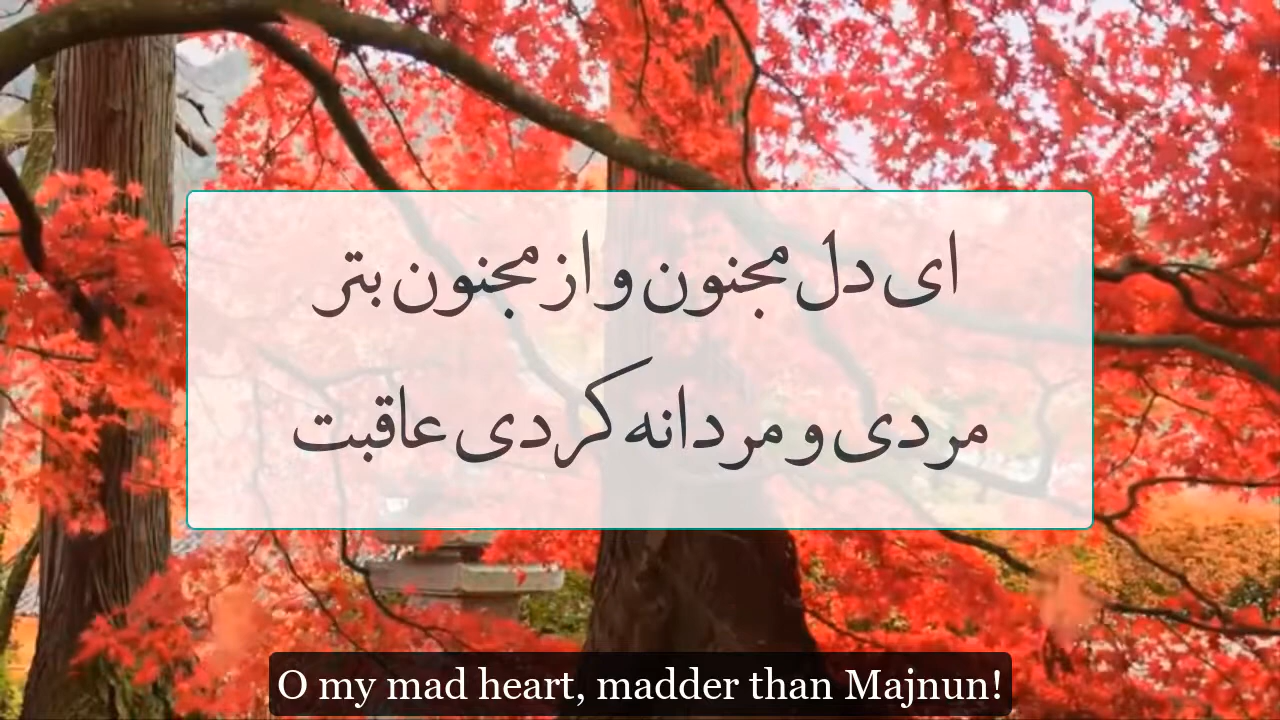 ای دل مجنون و از مجنون بتر
مردی و مردانه کردی عاقبت
O my mad heart, madder than Majnun!